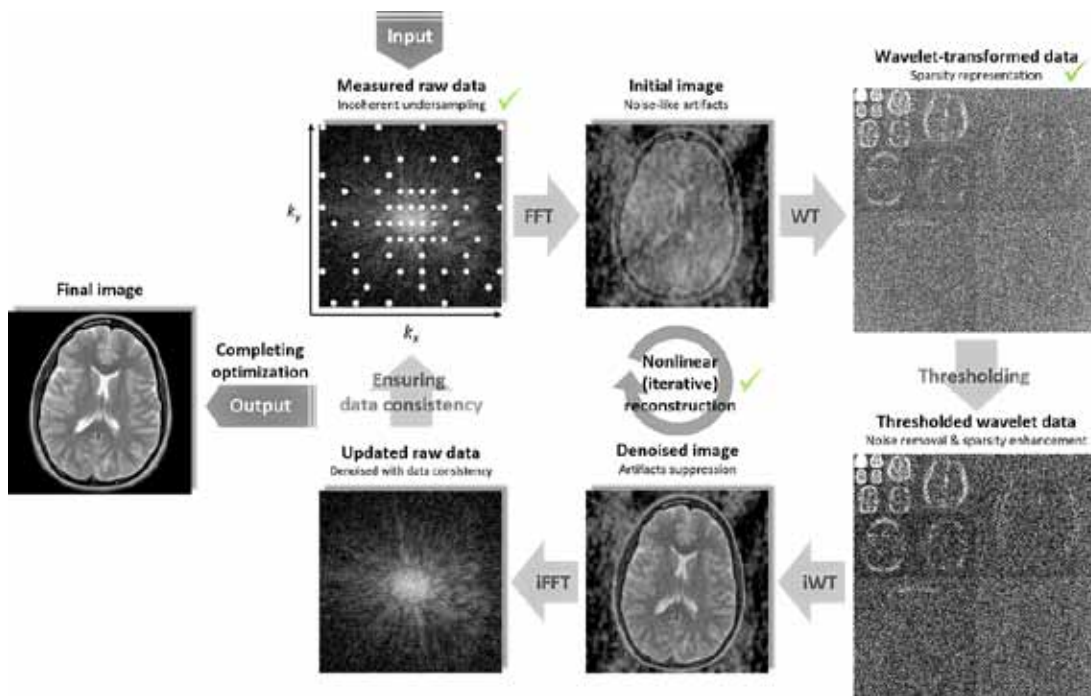 Input
Measured raw data
Incoherent undersampling
Initial image
Noise-like artifacts
Wavelet-transformed data
Sparsity representation
ky
FFT
WT
kx
Final image
Completing
optimization
Output
Ensuring
data consistency
Nonlinear
(iterative)
reconstruction
Thresholding
Updated raw data
Denoised with data consistency
Denoised image
Artifacts suppression
Thresholded wavelet data
Noise removal & sparsity enhancement
iFFT
iWT